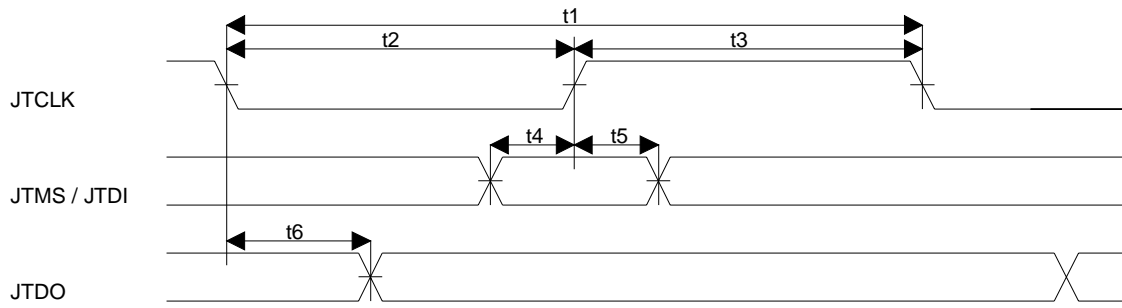 t1
t2 t3
JTCLK
t4 t5
JTMS / JTDI
t6
JTDO